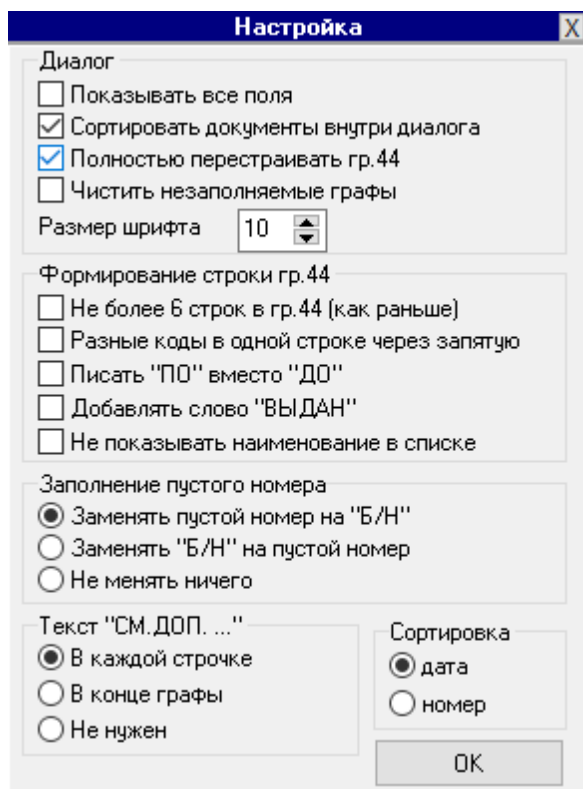 Настройка
X
Диалог
Показывать все поля
Сортировать документы внутри диалога
Полностью перестраивать гр.44
Чистить незаполняемые графы
Размер шрифта 10
Формирование строки гр.44
Не более 6 строк в гр.44 (как раньше)
Разные коды в одной строке через запятую
Писать "ПО" вместо "ДО"
Добавлять слово "ВЫДАН"
Не показывать наименование в списке
Заполнение пустого номера
Заменять пустой номер на "Б/Н"
Заменять "Б/Н" на пустой номер
Не менять ничего
Текст "СМ.ДОП. ..."
В каждой строчке
В конце графы
Не нужен
Сортировка
дата
номер
OK